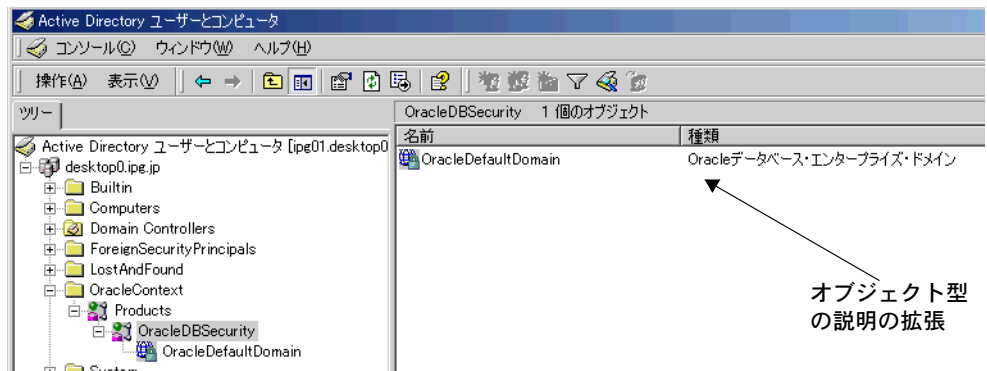 Active Directory ユーザーとコンピュータ
コンソール(C) ウィンドウ(W) ヘルプ(H)
操作(A) 表示(V)
ツリー
OracleDBSecurity 1 個のオブジェクト
名前 種類
Active Directory ユーザーとコンピュータ [ipg01.desktop0
desktop0.ipg.jp
Builtin
Computers
Domain Controllers
ForeignSecurityPrincipals
LostAndFound
OracleContext
Products
OracleDBSecurity
OracleDefaultDomain
System
OracleDefaultDomain Oracleデータベース・エンタープライズ・ドメイン
オブジェクト型
の説明の拡張